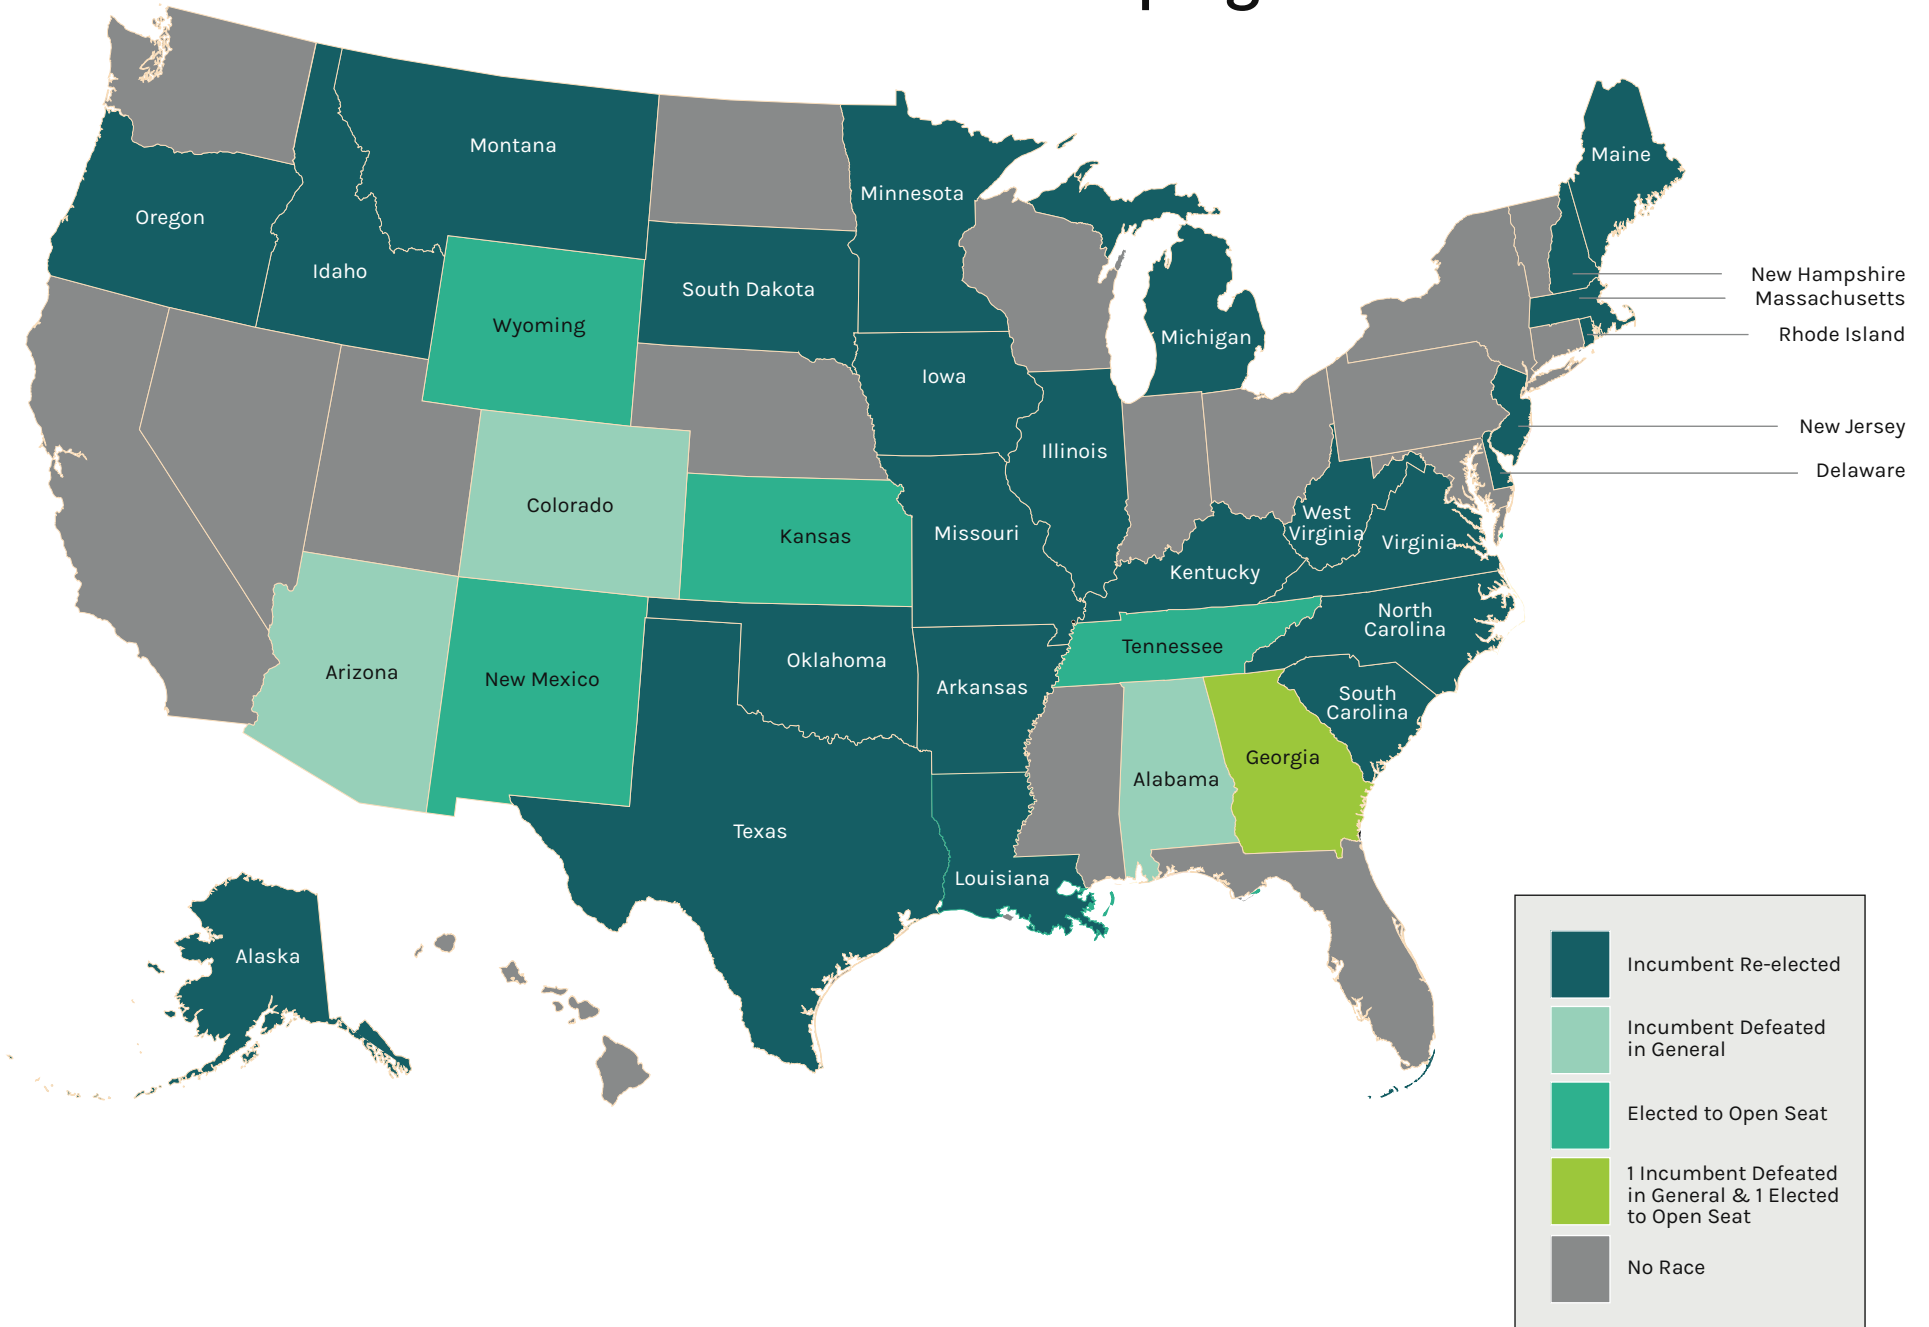 Maine
Montana
Minnesota
Oregon
Idaho
New Hampshire
South Dakota
Massachusetts
Wyoming
Michigan
Rhode Island
Iowa
New Jersey
Illinois
Delaware
Colorado
Kansas
Missouri
West
Virginia
Virginia
Kentucky
North
Carolina
Tennessee
Arizona
New Mexico
Oklahoma
Arkansas
South
Carolina
Georgia
Alabama
Texas
Louisiana
Alaska
Incumbent Re-elected
Incumbent Defeated
in General
Elected to Open Seat
1 Incumbent Defeated
in General & 1 Elected
to Open Seat
No Race